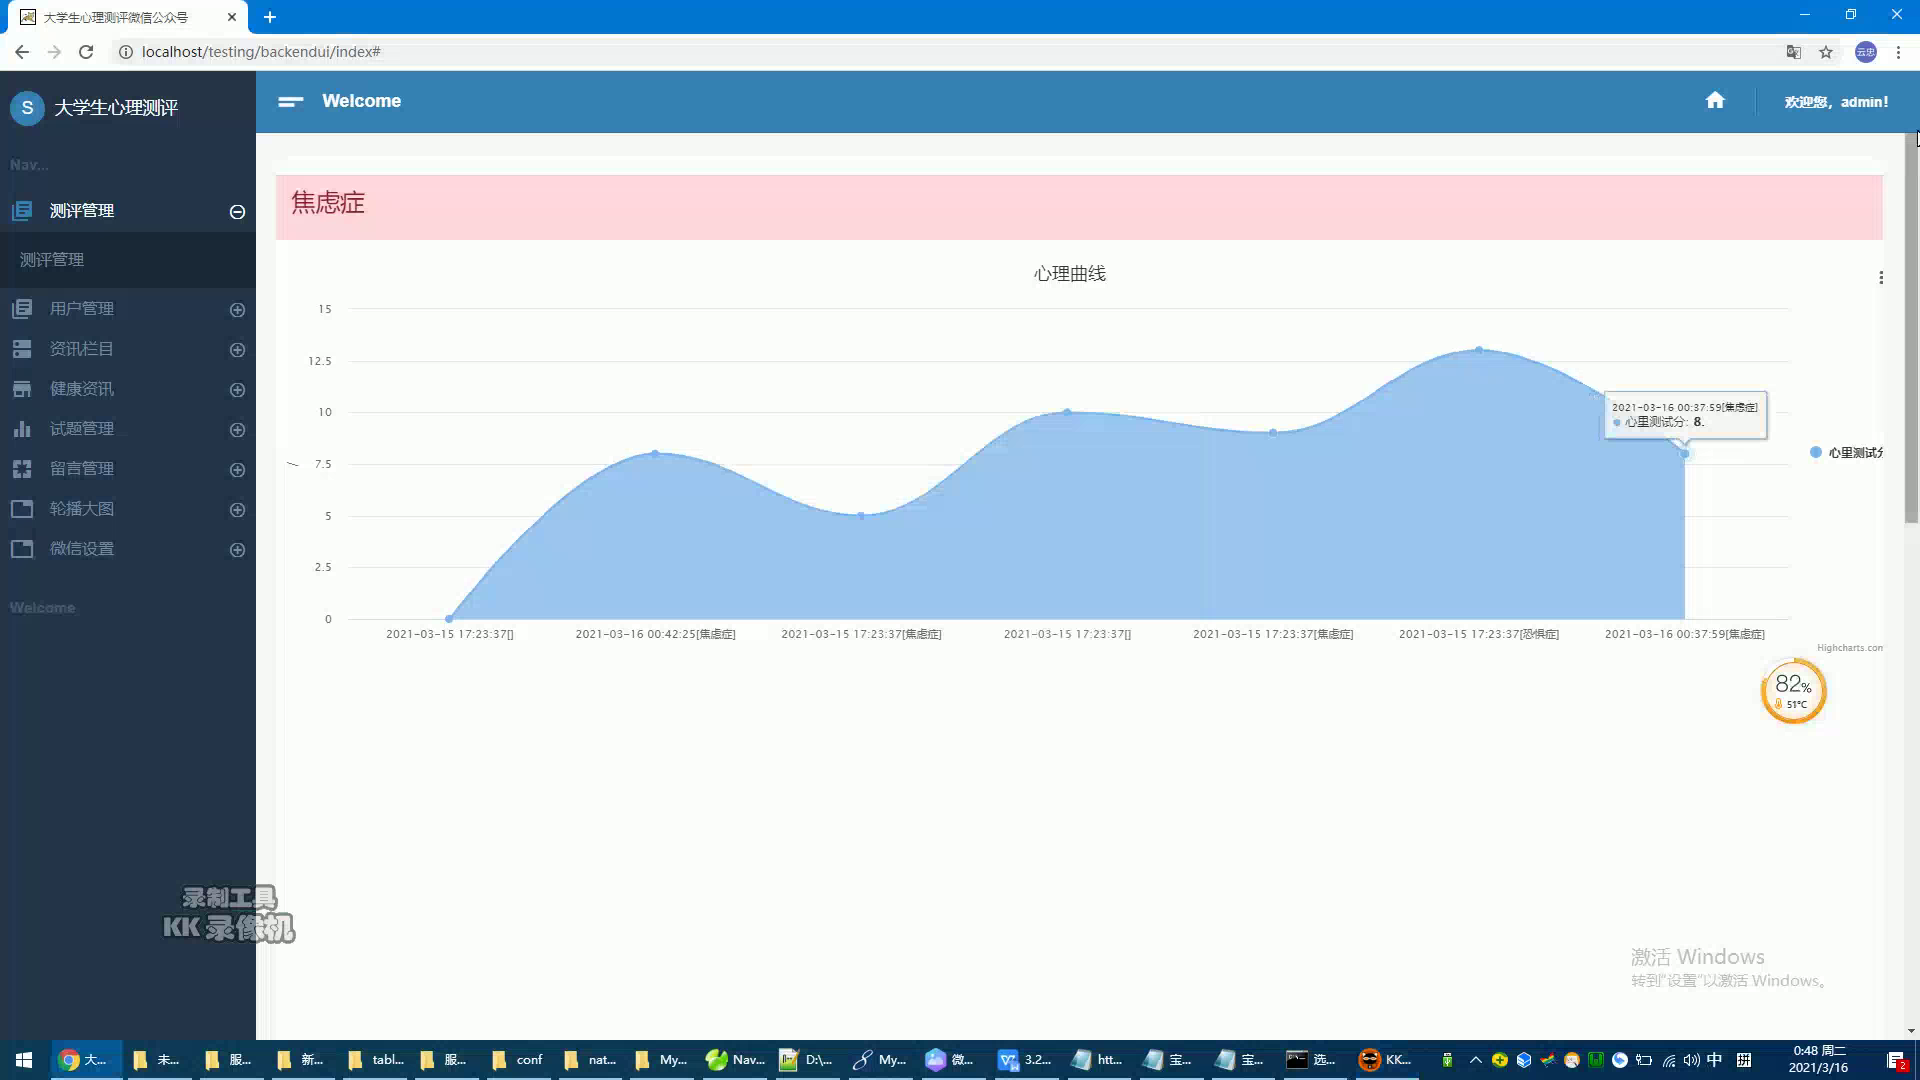 大学生心理测评微信公众号
localhost/testing/backendui/index#
云忠
S 大学生心理测评
Welcome
欢迎您，admin!
Nav...
测评管理
测评管理
用户管理
资讯栏目
健康资讯
试题管理
留言管理
轮播大图
微信设置
Welcome
焦虑症
心理曲线
15
12.5
10
7.5
5
2.5
0
2021-03-16 00:37:59[焦虑症]
心里测试分: 8.
心里测试分
2021-03-15 17:23:37[]
2021-03-16 00:42:25[焦虑症]
2021-03-15 17:23:37[焦虑症]
2021-03-15 17:23:37[]
2021-03-15 17:23:37[焦虑症]
2021-03-15 17:23:37[恐惧症]
2021-03-16 00:37:59[焦虑症]
Highcharts.com
82%
51°C
录制工具
KK 录像机
激活 Windows
转到"设置"以激活 Windows。
大...
未...
服...
新...
tabl...
服...
conf
nat...
My...
Nav...
D:\...
My...
微...
3.2...
htt...
宝...
宝...
选...
KK...
中
拼
0:48 周二
2021/3/16
2